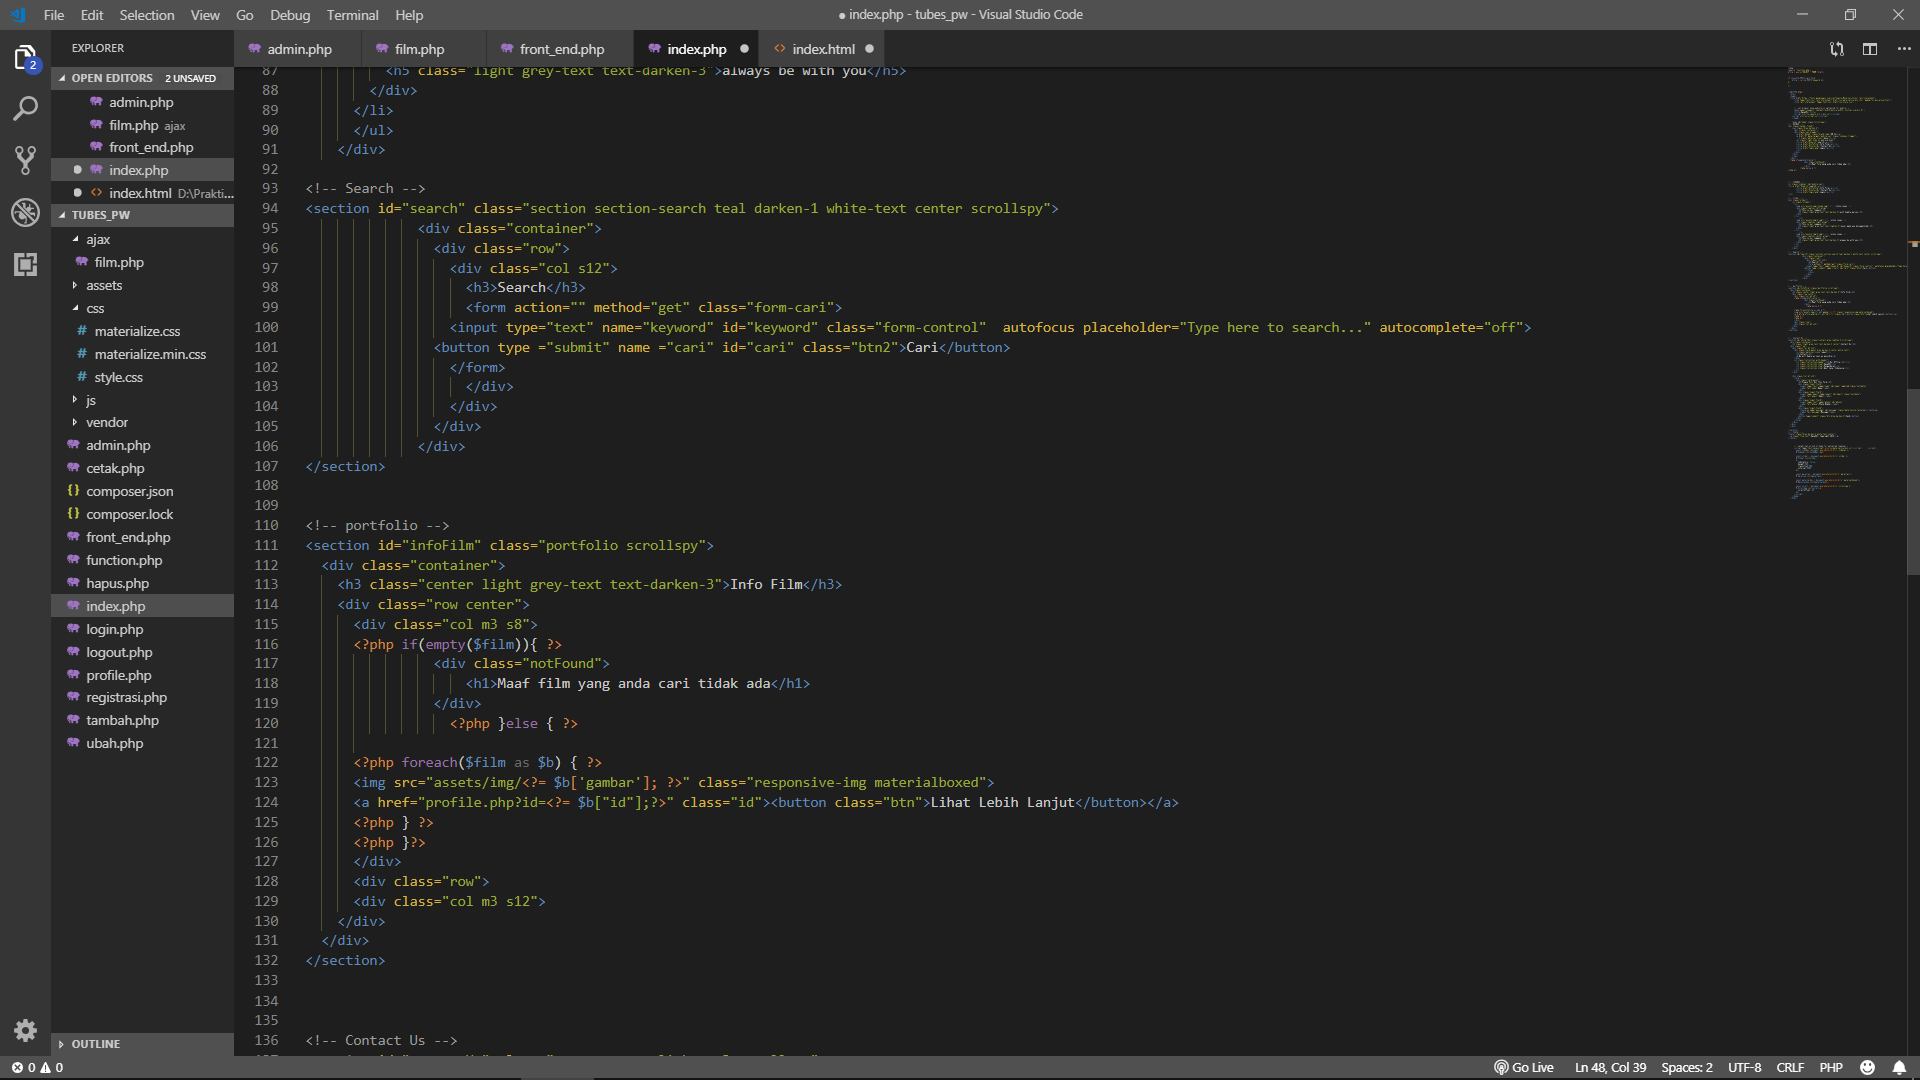 File Edit Selection View Go Debug Terminal Help
● index.php - tubes_pw - Visual Studio Code
2
EXPLORER
OPEN EDITORS 2 UNSAVED
admin.php
film.php ajax
front_end.php
index.php
index.html D:\Prakti...
TUBES_PW
ajax
film.php
assets
css
# materialize.css
# materialize.min.css
# style.css
js
vendor
admin.php
cetak.php
{} composer.json
{} composer.lock
front_end.php
function.php
hapus.php
index.php
login.php
logout.php
profile.php
registrasi.php
tambah.php
ubah.php
OUTLINE
admin.php film.php front_end.php index.php <> index.html
87 <h5 class="light grey-text text-darken-3">always be with you</h5>
88 </div>
89 </li>
90 </ul>
91 </div>
92
93 <!-- Search -->
94 <section id="search" class="section section-search teal darken-1 white-text center scrollspy">
95 <div class="container">
96 <div class="row">
97 <div class="col s12">
98 <h3>Search</h3>
99 <form action="" method="get" class="form-cari">
100 <input type="text" name="keyword" id="keyword" class="form-control"  autofocus placeholder="Type here to search..." autocomplete="off">
101 <button type ="submit" name ="cari" id="cari" class="btn2">Cari</button>
102 </form>
103 </div>
104 </div>
105 </div>
106 </div>
107 </section>
108
109
110 <!-- portfolio -->
111 <section id="infoFilm" class="portfolio scrollspy">
112 <div class="container">
113 <h3 class="center light grey-text text-darken-3">Info Film</h3>
114 <div class="row center">
115 <div class="col m3 s8">
116 <?php if(empty($film)){ ?>
117 <div class="notFound">
118 <h1>Maaf film yang anda cari tidak ada</h1>
119 </div>
120 <?php }else { ?>
121
122 <?php foreach($film as $b) { ?>
123 <img src="assets/img/<?= $b['gambar']; ?>" class="responsive-img materialboxed">
124 <a href="profile.php?id=<?= $b["id"];?>" class="id"><button class="btn">Lihat Lebih Lanjut</button></a>
125 <?php } ?>
126 <?php }?>
127 </div>
128 <div class="row">
129 <div class="col m3 s12">
130 </div>
131 </div>
132 </section>
133
134
135
136 <!-- Contact Us -->
0 0
Go Live Ln 48, Col 39 Spaces: 2 UTF-8 CRLF PHP